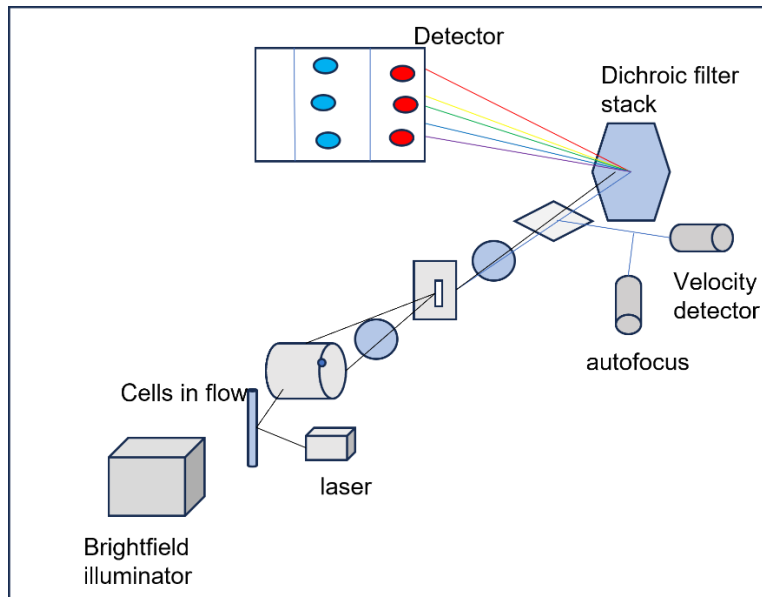 Detector
Dichroic filter
stack
Velocity
detector
autofocus
Cells in flow
laser
Brightfield
illuminator